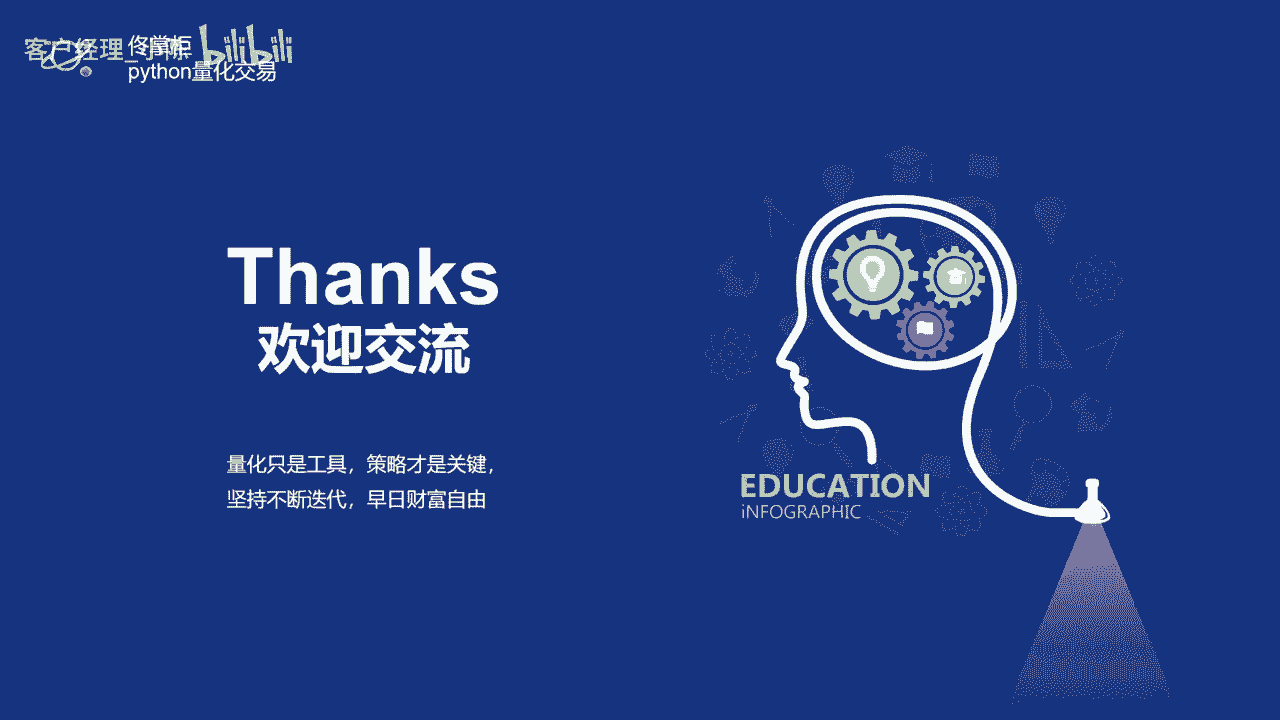 客户经理_小陈 bilibili
佟掌柜
python量化交易
Thanks
欢迎交流
量化只是工具，策略才是关键，
坚持不断迭代，早日财富自由
EDUCATION
iNFOGRAPHIC